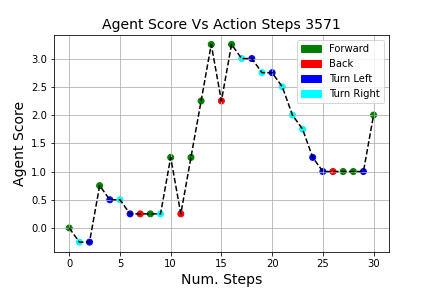 Agent Score Vs Action Steps 3571
Agent Score
3.0
2.5
2.0
1.5
1.0
0.5
0.0
Forward
Back
Turn Left
Turn Right
0 5 10 15 20 25 30
Num. Steps